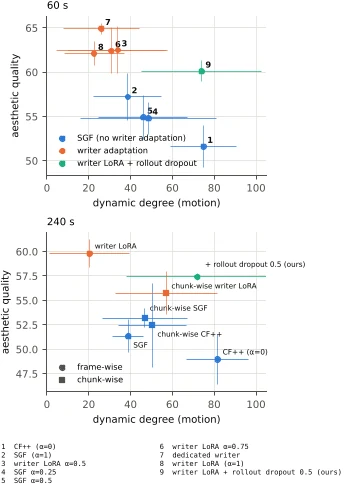 60 s
65
60
55
50
aesthetic quality
7
8
6
3
9
2
5
4
1
SGF (no writer adaptation)
writer adaptation
writer LoRA + rollout dropout
0 20 40 60 80 100
dynamic degree (motion)
240 s
60.0
57.5
55.0
52.5
50.0
47.5
aesthetic quality
writer LoRA
+ rollout dropout 0.5 (ours)
chunk-wise writer LoRA
chunk-wise SGF
chunk-wise CF++
SGF
CF++ (α=0)
frame-wise
chunk-wise
0 20 40 60 80 100
dynamic degree (motion)
1 CF++ (α=0)
2 SGF (α=1)
3 writer LoRA α=0.5
4 SGF α=0.25
5 SGF α=0.5
6 writer LoRA α=0.75
7 dedicated writer
8 writer LoRA (α=1)
9 writer LoRA + rollout dropout 0.5 (ours)